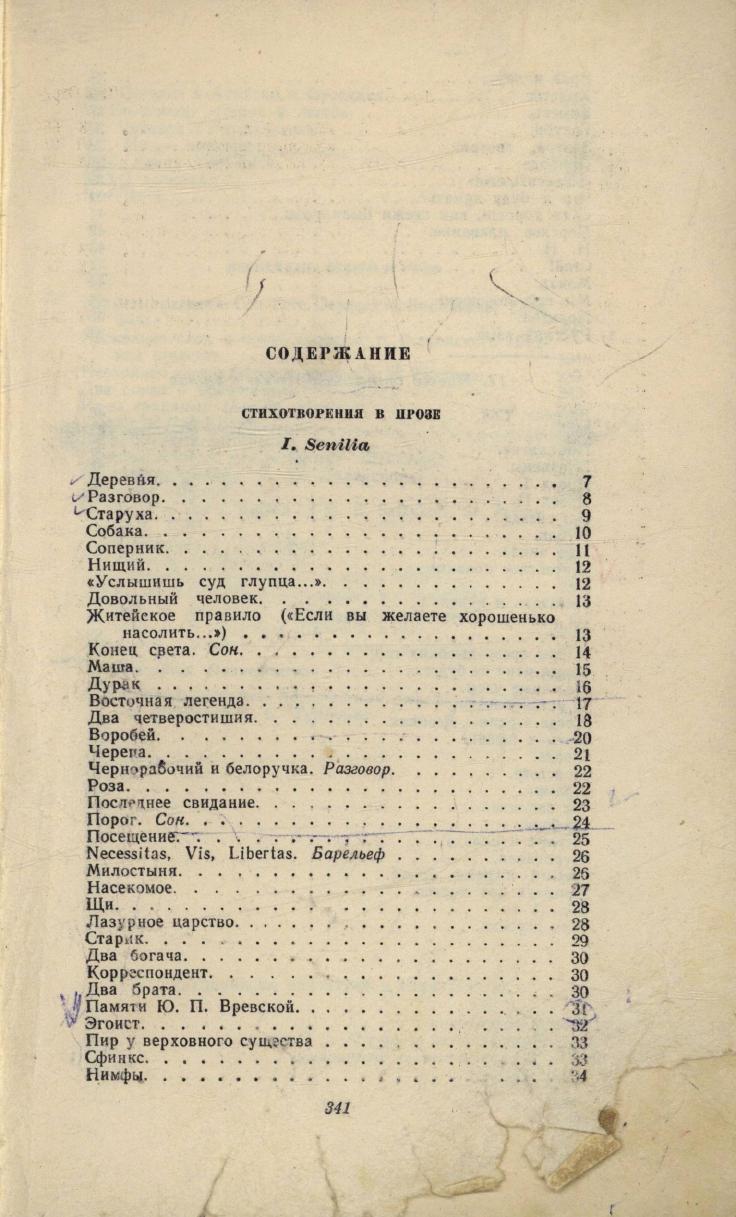 СОДЕРЖАНИЕ
СТИХОТВОРЕНИЯ В ПРОЗЕ
I. Senilia
Деревня. . . . . . . . . . . . . . . . . . . . . . . 7
Разговор. . . . . . . . . . . . . . . . . . . . . . . 8
Старуха. . . . . . . . . . . . . . . . . . . . . . . 9
Собака. . . . . . . . . . . . . . . . . . . . . . . 10
Соперник. . . . . . . . . . . . . . . . . . . . . . . 11
Нищий. . . . . . . . . . . . . . . . . . . . . . . 12
«Услышишь суд глупца...». . . . . . . . . . . . . . . 12
Довольный человек. . . . . . . . . . . . . . . . . . 13
Житейское правило («Если вы желаете хорошенько
насолить...») . . . . . . . . . . . . . . . . . . . 13
Конец света. Сон. . . . . . . . . . . . . . . . . . . 14
Маша. . . . . . . . . . . . . . . . . . . . . . . 15
Дурак . . . . . . . . . . . . . . . . . . . . . . . 16
Восточная легенда. . . . . . . . . . . . . . . . . . 17
Два четверостишия. . . . . . . . . . . . . . . . . . 18
Воробей. . . . . . . . . . . . . . . . . . . . . . . 20
Черепа. . . . . . . . . . . . . . . . . . . . . . . 21
Чернорабочий и белоручка. Разговор. . . . . . . . . . 22
Роза. . . . . . . . . . . . . . . . . . . . . . . 22
Последнее свидание. . . . . . . . . . . . . . . . . . 23
Порог. Сон. . . . . . . . . . . . . . . . . . . . . . 24
Посещение. . . . . . . . . . . . . . . . . . . . . . 25
Necessitas, Vis, Libertas. Барельеф . . . . . . . . . . 26
Милостыня. . . . . . . . . . . . . . . . . . . . . . 26
Насекомое. . . . . . . . . . . . . . . . . . . . . . 27
Щи. . . . . . . . . . . . . . . . . . . . . . . 28
Лазурное царство. . . . . . . . . . . . . . . . . . . 28
Старик. . . . . . . . . . . . . . . . . . . . . . . 29
Два богача. . . . . . . . . . . . . . . . . . . . . . 30
Корреспондент. . . . . . . . . . . . . . . . . . . . 30
Два брата. . . . . . . . . . . . . . . . . . . . . . 30
Памяти Ю. П. Вревской. . . . . . . . . . . . . . . . 31
Эгоист. . . . . . . . . . . . . . . . . . . . . . . 32
Пир у верховного существа . . . . . . . . . . . . . . 33
Сфинкс. . . . . . . . . . . . . . . . . . . . . . . 33
Нимфы. . . . . . . . . . . . . . . . . . . . . . . 34
341